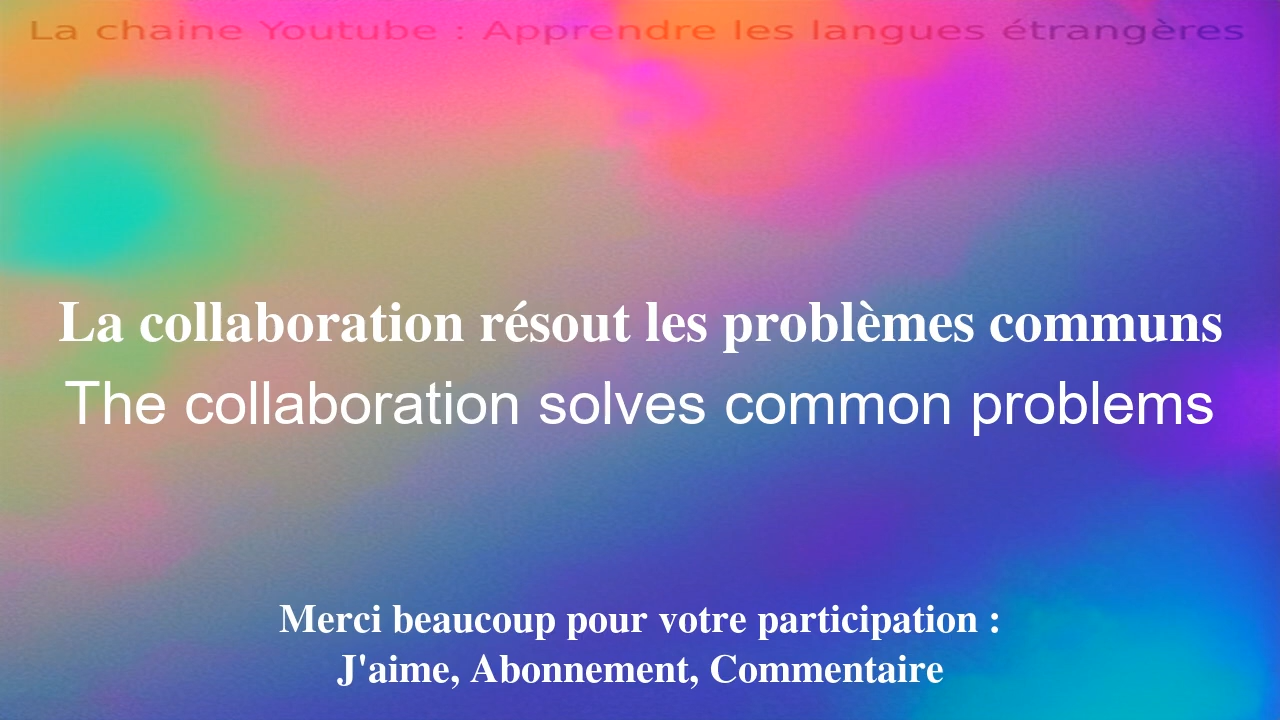 La chaine Youtube : Apprendre les langues étrangères
La collaboration résout les problèmes communs
The collaboration solves common problems
Merci beaucoup pour votre participation :
J'aime, Abonnement, Commentaire